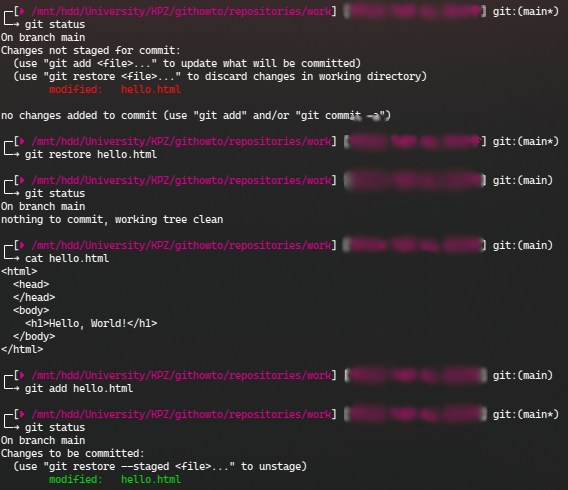 ┌─[ /mnt/hdd/University/KPZ/githowto/repositories/work] [ ] git:(main*)
└─→ git status
On branch main
Changes not staged for commit:
  (use "git add <file>..." to update what will be committed)
  (use "git restore <file>..." to discard changes in working directory)
        modified:   hello.html

no changes added to commit (use "git add" and/or "git commit -a")

┌─[ /mnt/hdd/University/KPZ/githowto/repositories/work] [ ] git:(main*)
└─→ git restore hello.html

┌─[ /mnt/hdd/University/KPZ/githowto/repositories/work] [ ] git:(main)
└─→ git status
On branch main
nothing to commit, working tree clean

┌─[ /mnt/hdd/University/KPZ/githowto/repositories/work] [ ] git:(main)
└─→ cat hello.html
<html>
  <head>
  </head>
  <body>
    <h1>Hello, World!</h1>
  </body>
</html>

┌─[ /mnt/hdd/University/KPZ/githowto/repositories/work] [ ] git:(main)
└─→ git add hello.html

┌─[ /mnt/hdd/University/KPZ/githowto/repositories/work] [ ] git:(main*)
└─→ git status
On branch main
Changes to be committed:
  (use "git restore --staged <file>..." to unstage)
        modified:   hello.html